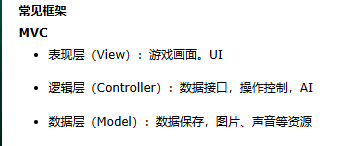 常见框架
MVC
表现层（View）：游戏画面。UI
逻辑层（Controller）：数据接口，操作控制，AI
数据层（Model）：数据保存，图片、声音等资源